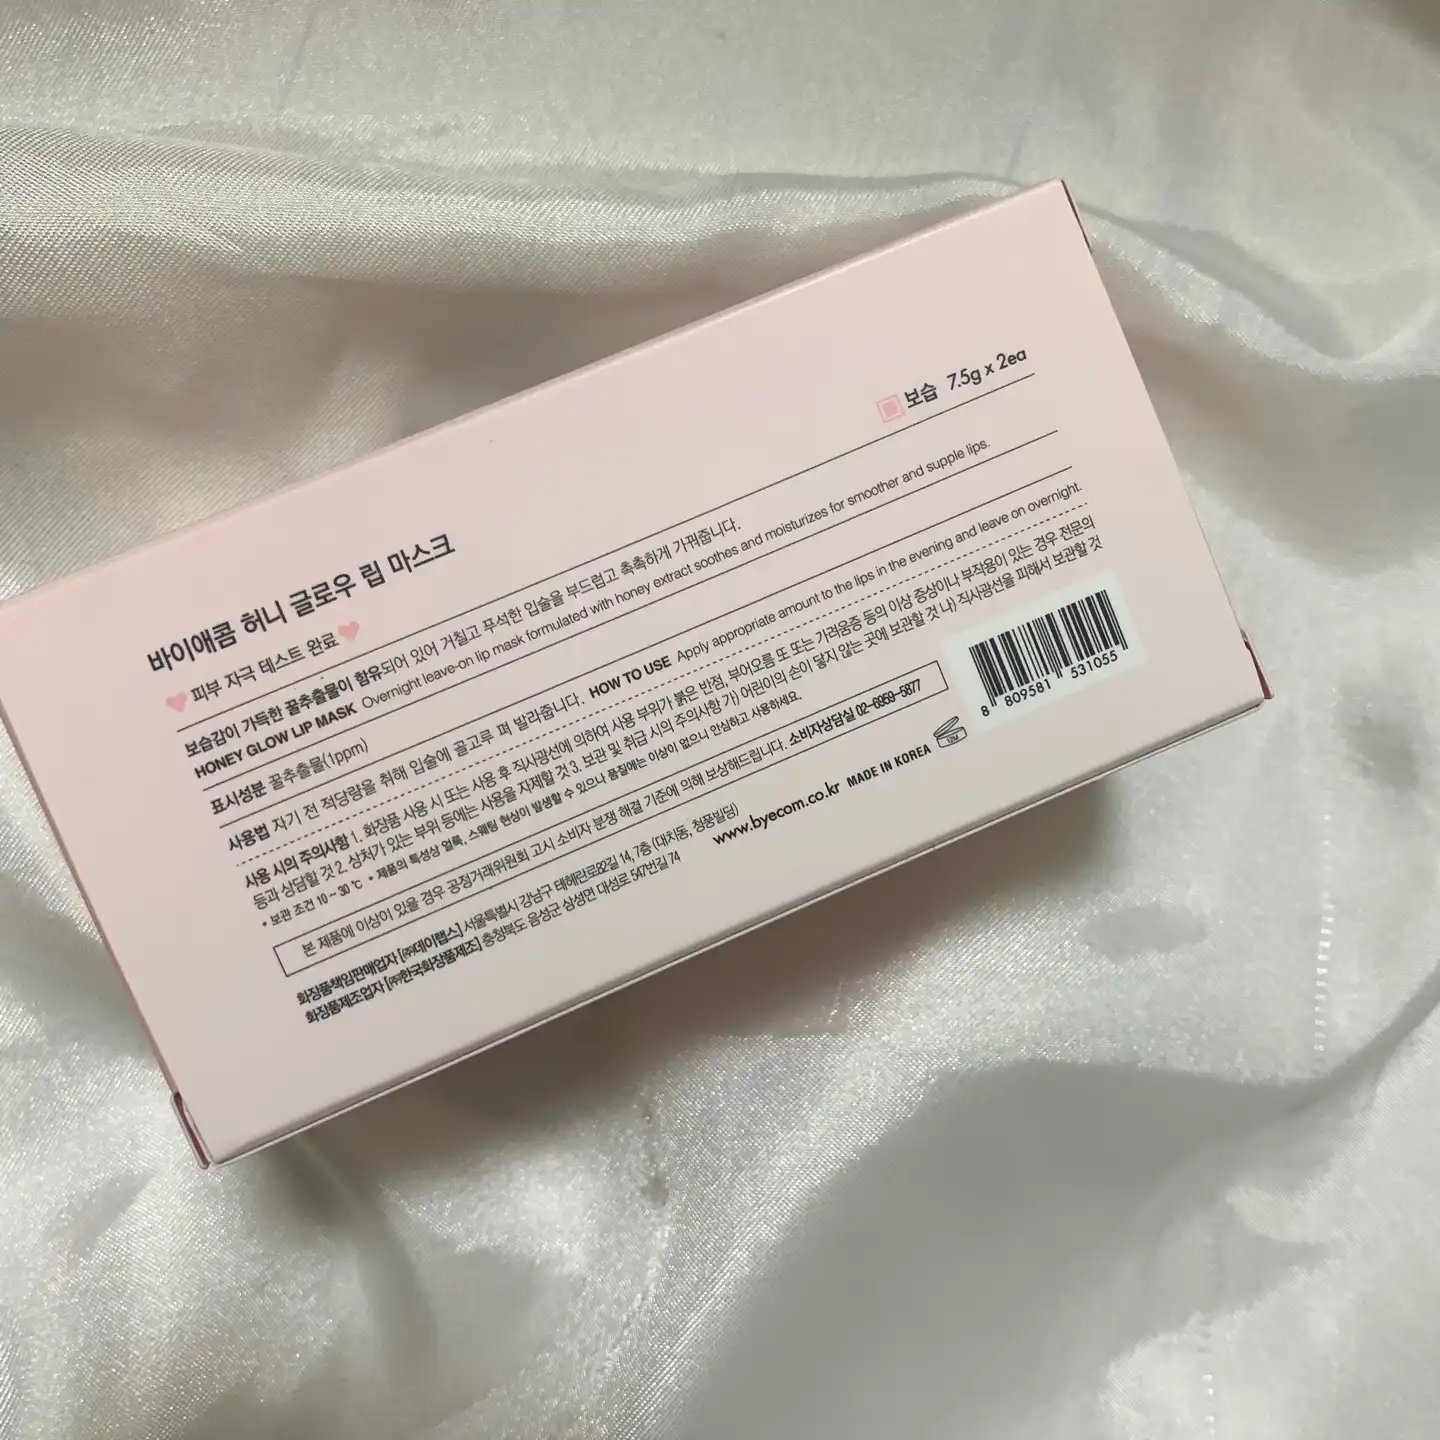 바이애콤 허니 글로우 립 마스크
보습 7.5g x 2ea
피부 자극 테스트 완료
보습감이 가득한 꿀추출물이 함유되어 있어 거칠고 푸석한 입술을 부드럽고 촉촉하게 가꿔줍니다.
HONEY GLOW LIP MASK Overnight leave-on lip mask formulated with honey extract soothes and moisturizes for smoother and supple lips.
표시성분 꿀추출물(1ppm)
사용법 자기 전 적당량을 취해 입술에 골고루 펴 발라줍니다. HOW TO USE Apply appropriate amount to the lips in the evening and leave on overnight.
사용 시의 주의사항 1. 화장품 사용 시 또는 사용 후 직사광선에 의하여 사용 부위가 붉은 반점, 부어오름 또 또는 가려움증 등의 이상 증상이나 부작용이 있는 경우 전문의
등과 상담할 것 2. 상처가 있는 부위 등에는 사용을 자제할 것 3. 보관 및 취급 시의 주의사항 가) 어린이의 손이 닿지 않는 곳에 보관할 것 나) 직사광선을 피해서 보관할 것
• 보관 조건 10 ~ 30 ℃ • 제품의 특성상 얼룩, 스웨팅 현상이 발생할 수 있으나 품질에는 이상이 없으니 안심하고 사용하세요.
본 제품에 이상이 있을 경우 공정거래위원회 고시 소비자 분쟁 해결 기준에 의해 보상해드립니다. 소비자상담실 02-6959-5877
화장품책임판매업자 [㈜데이랩스] 서울특별시 강남구 테헤란로82길 14, 7층 (대치동, 청풍빌딩)
화장품제조업자 [㈜한국화장품제조] 충청북도 음성군 삼성면 대성로 547번길 74
www.byecom.co.kr MADE IN KOREA
12M
8 809581 531055